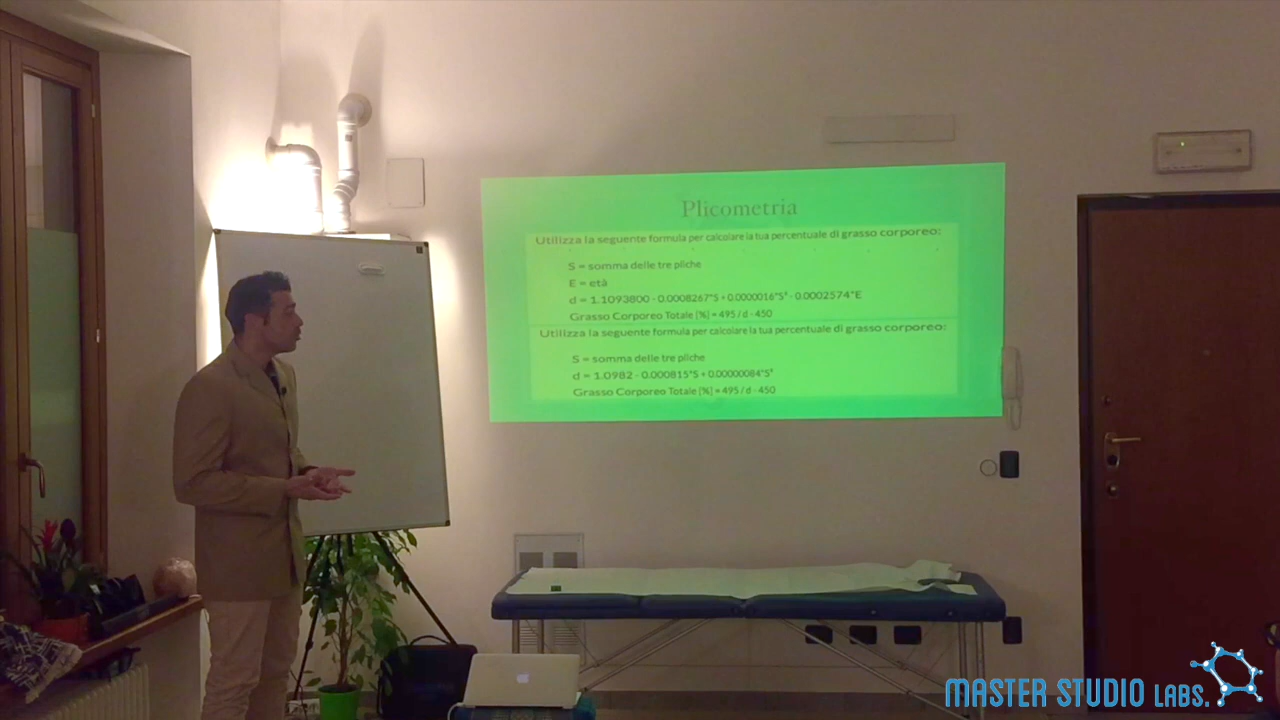 Plicometria
Utilizza la seguente formula per calcolare la tua percentuale di grasso corporeo:
S = somma delle tre pliche
E = età
d = 1.1093800 - 0.0008267*S + 0.0000016*S² - 0.0002574*E
Grasso Corporeo Totale [%] = 495 / d - 450
Utilizza la seguente formula per calcolare la tua percentuale di grasso corporeo:
S = somma delle tre pliche
d = 1.0982 - 0.000815*S + 0.00000084*S²
Grasso Corporeo Totale [%] = 495 / d - 450
MASTER STUDIO LABS.